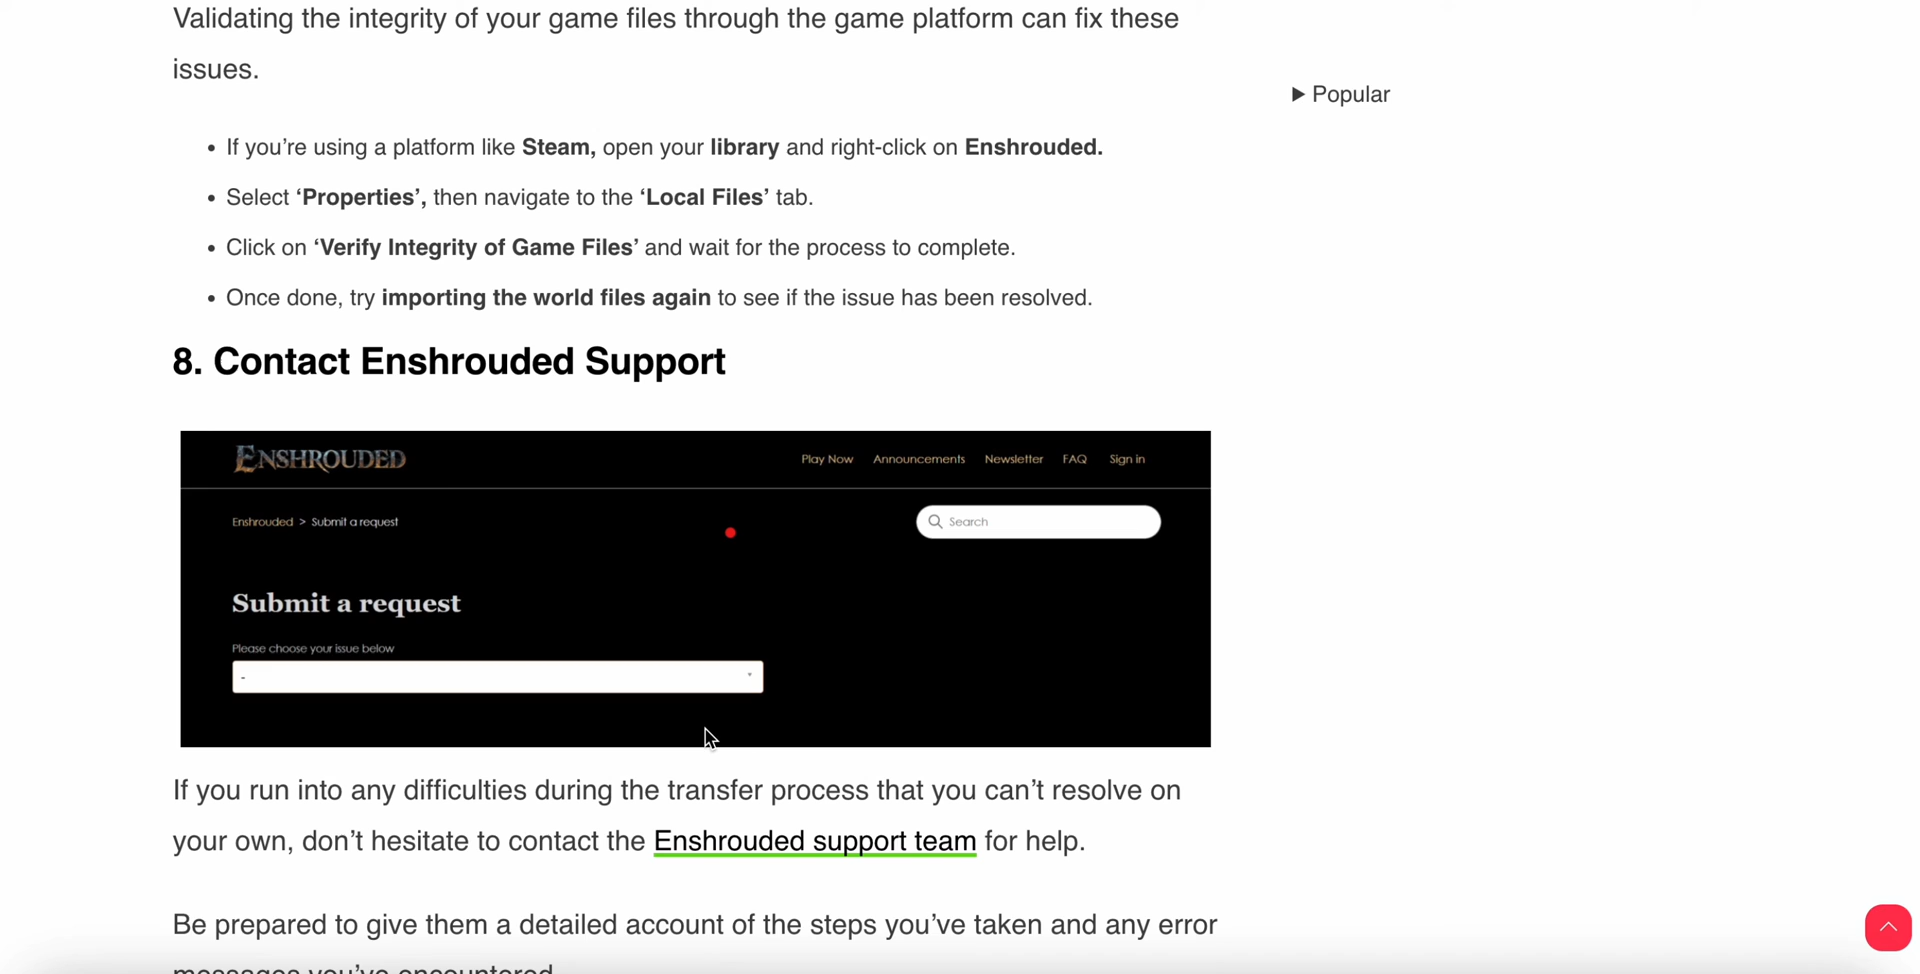 Validating the integrity of your game files through the game platform can fix these
issues.
▶ Popular
• If you’re using a platform like Steam, open your library and right-click on Enshrouded.
• Select ‘Properties’, then navigate to the ‘Local Files’ tab.
• Click on ‘Verify Integrity of Game Files’ and wait for the process to complete.
• Once done, try importing the world files again to see if the issue has been resolved.
8. Contact Enshrouded Support
ENSHROUDED
Play Now Announcements Newsletter FAQ Sign in
Enshrouded > Submit a request
Search
Submit a request
Please choose your issue below
-
If you run into any difficulties during the transfer process that you can’t resolve on
your own, don’t hesitate to contact the Enshrouded support team for help.
Be prepared to give them a detailed account of the steps you’ve taken and any error
messages you’ve encountered